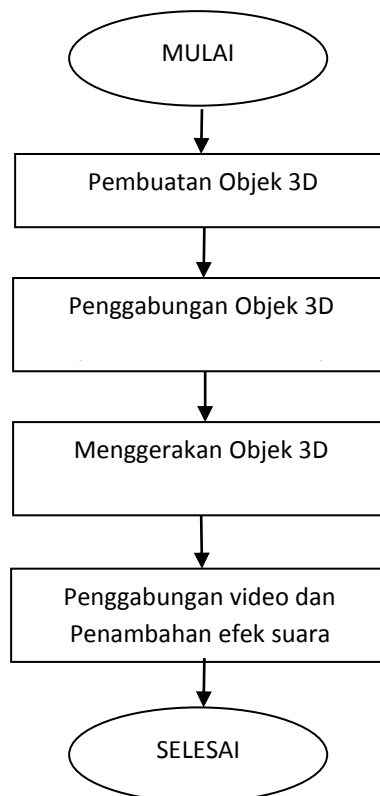 MULAI
Pembuatan Objek 3D
Penggabungan Objek 3D
Menggerakan Objek 3D
Penggabungan video dan
Penambahan efek suara
SELESAI